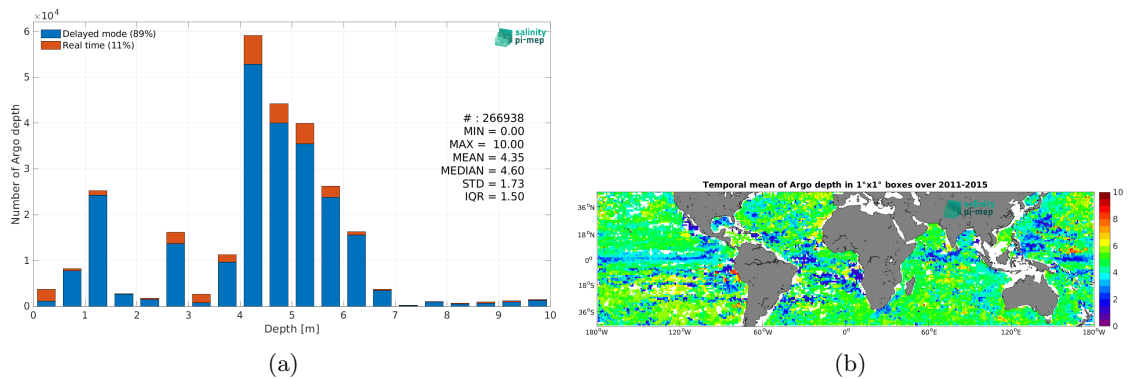 ×10^4
Delayed mode (89%)
Real time (11%)
salinity
pi-mep
6
5
4
3
2
1
0
Number of Argo depth
# : 266938
MIN = 0.00
MAX = 10.00
MEAN = 4.35
MEDIAN = 4.60
STD = 1.73
IQR = 1.50
0 1 2 3 4 5 6 7 8 9 10
Depth [m]
(a)
Temporal mean of Argo depth in 1°x1° boxes over 2011-2015
salinity
pi-mep
36°N
18°N
0°
18°S
36°S
180°W 120°W 60°W 0° 60°E 120°E 180°W
10
8
6
4
2
0
(b)